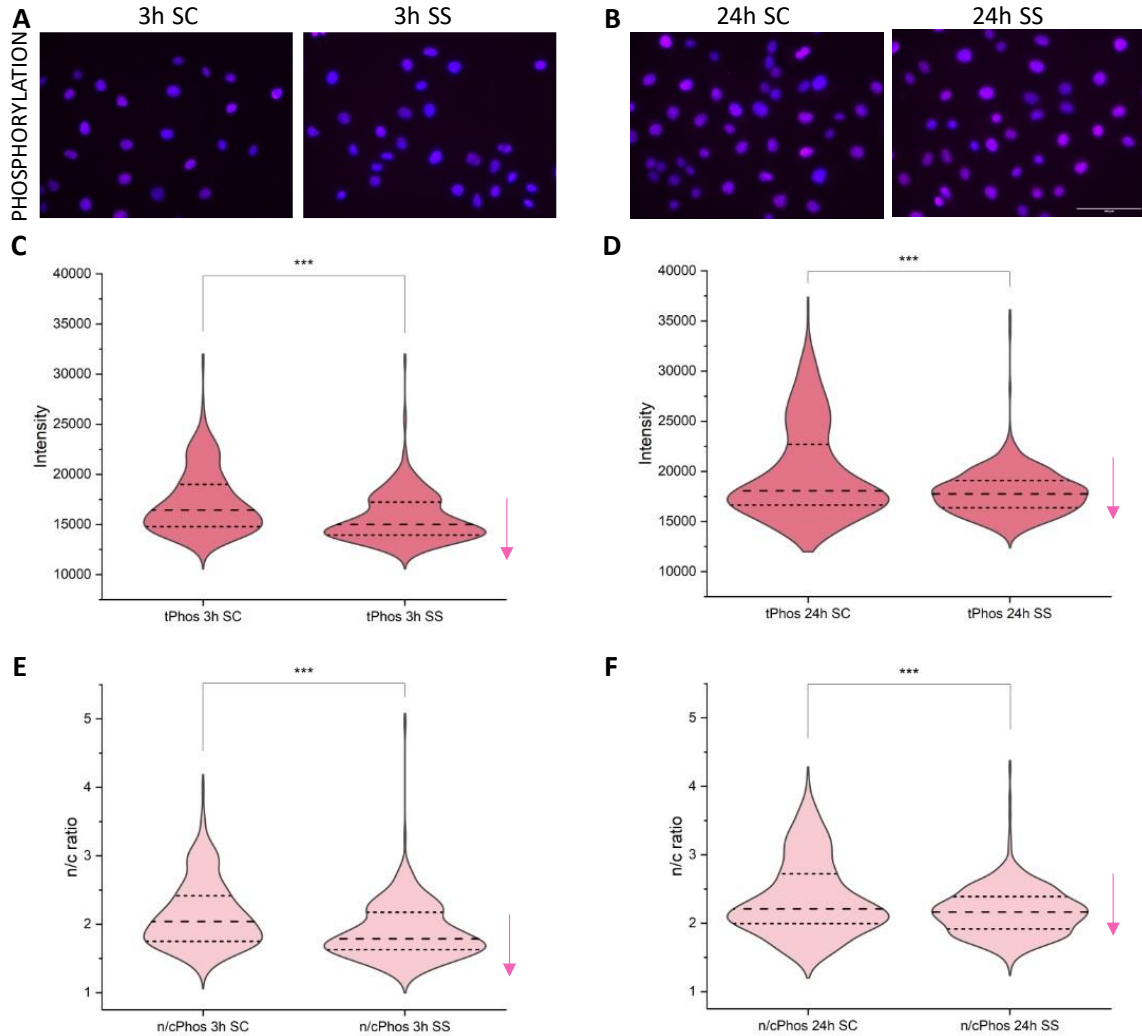 A
3h SC
3h SS
B
24h SC
24h SS
PHOSPHORYLATION
C
***
40000
35000
30000
25000
20000
15000
10000
Intensity
tPhos 3h SC
tPhos 3h SS
D
***
40000
35000
30000
25000
20000
15000
10000
Intensity
tPhos 24h SC
tPhos 24h SS
E
***
5
4
3
2
1
n/c ratio
n/cPhos 3h SC
n/cPhos 3h SS
F
***
5
4
3
2
1
n/c ratio
n/cPhos 24h SC
n/cPhos 24h SS